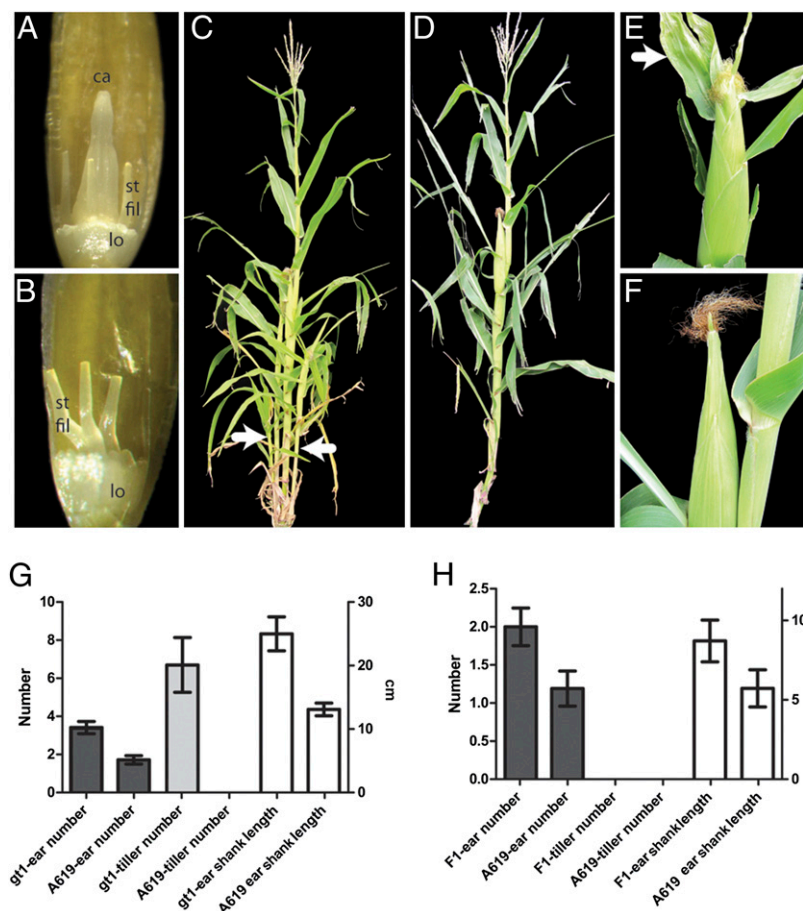 A
ca
st
fil
lo
B
st
fil
lo
C
D
E
F
G
Number
10
8
6
4
2
0
30
20
10
0
cm
gt1-ear number
A619-ear number
gt1-tiller number
A619-tiller number
gt1-ear shank length
A619 ear shank length
H
Number
2.5
2.0
1.5
1.0
0.5
0.0
10
5
0
F1-ear number
A619-ear number
F1-tiller number
A619-tiller number
F1-ear shank length
A619 ear shank length